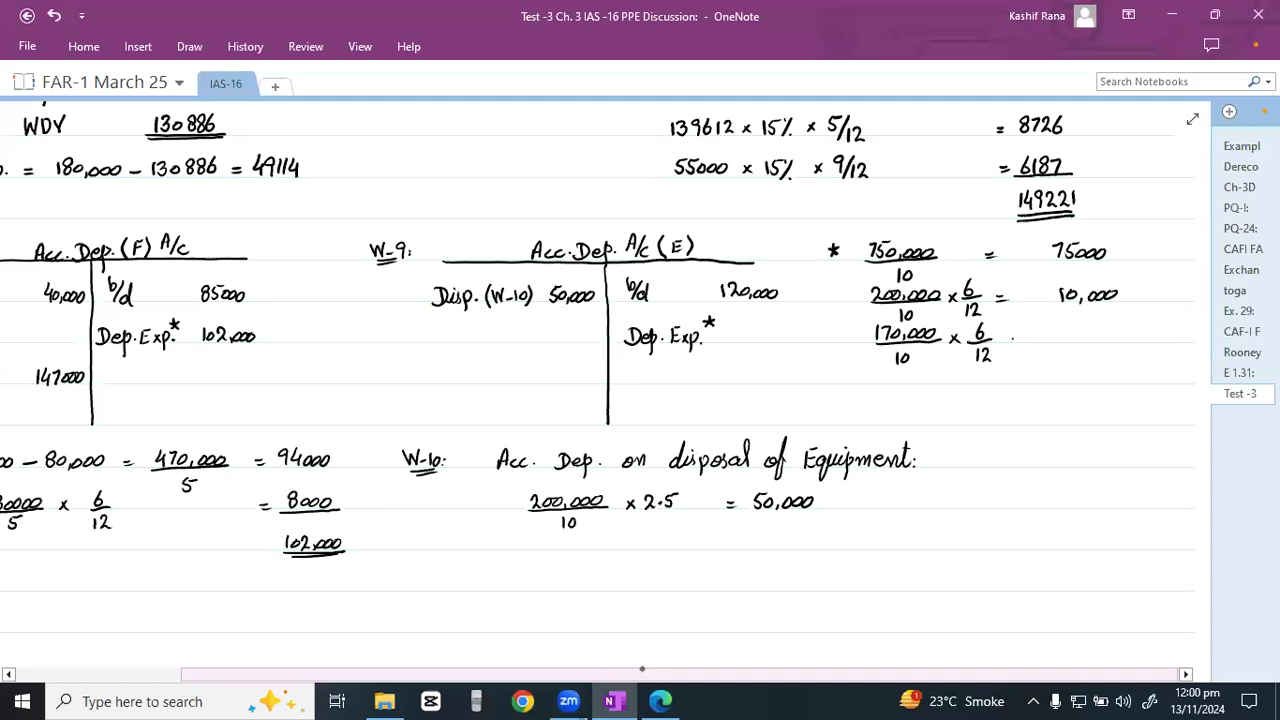 Test -3 Ch. 3 IAS -16 PPE Discussion: - OneNote
Kashif Rana
File Home Insert Draw History Review View Help
FAR-1 March 25
IAS-16
Search Notebooks
WDV 130886
= 180,000 - 130886 = 49114
139612 × 15% × 5/12 = 8726
55000 × 15% × 9/12 = 6187
149221
Acc. Dep. (F) A/c
40,000 b/d 85000
Dep. Exp.* 102,000
147000
W-9: Acc. Dep. A/c (E)
Disp. (W-10) 50,000 b/d 120,000
Dep. Exp.*
* 750,000/10 = 75000
200,000/10 × 6/12 = 10,000
170,000/10 × 6/12
- 80,000 = 470,000/5 = 94000
/5 × 6/12 = 8000
102,000
W-10: Acc. Dep. on disposal of Equipment:
200,000/10 × 2.5 = 50,000
Exampl
Dereco
Ch-3D
PQ-I:
PQ-24:
CAFI FA
Exchan
toga
Ex. 29:
CAF-I F
Rooney
E 1.31:
Test -3
Type here to search
23°C Smoke
12:00 pm
13/11/2024